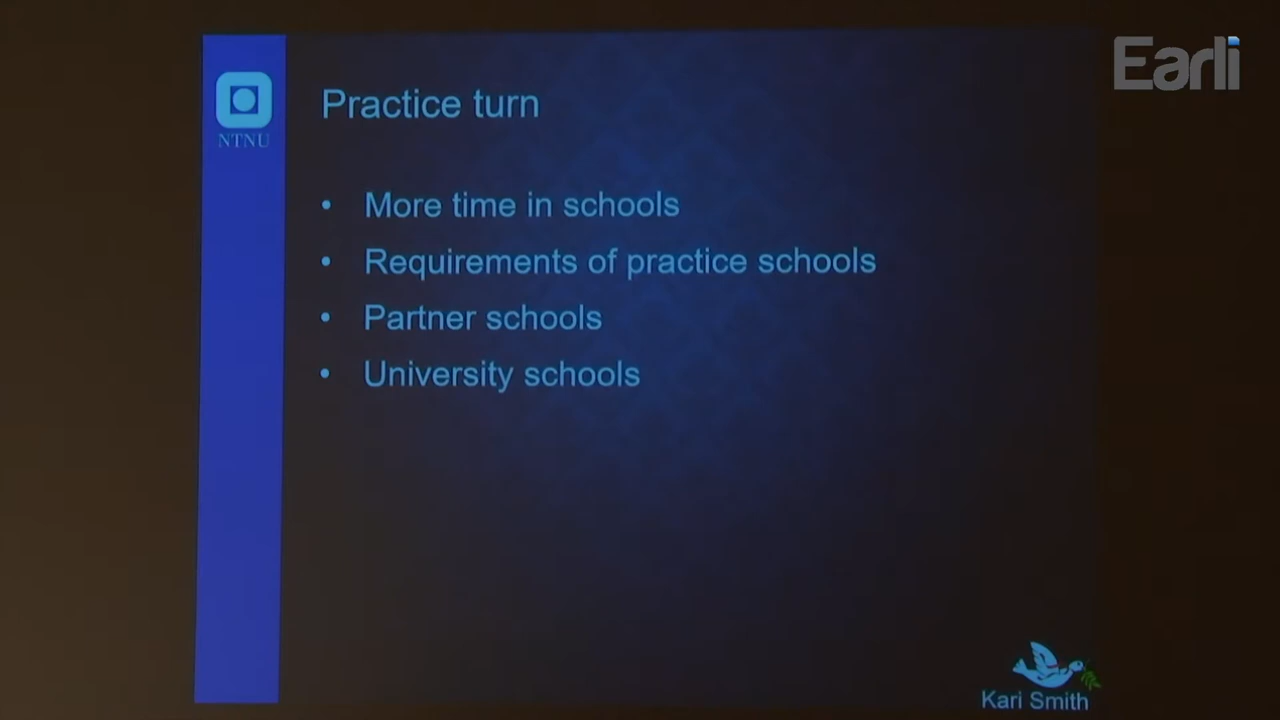 Earli
NTNU
Practice turn
• More time in schools
• Requirements of practice schools
• Partner schools
• University schools
Kari Smith